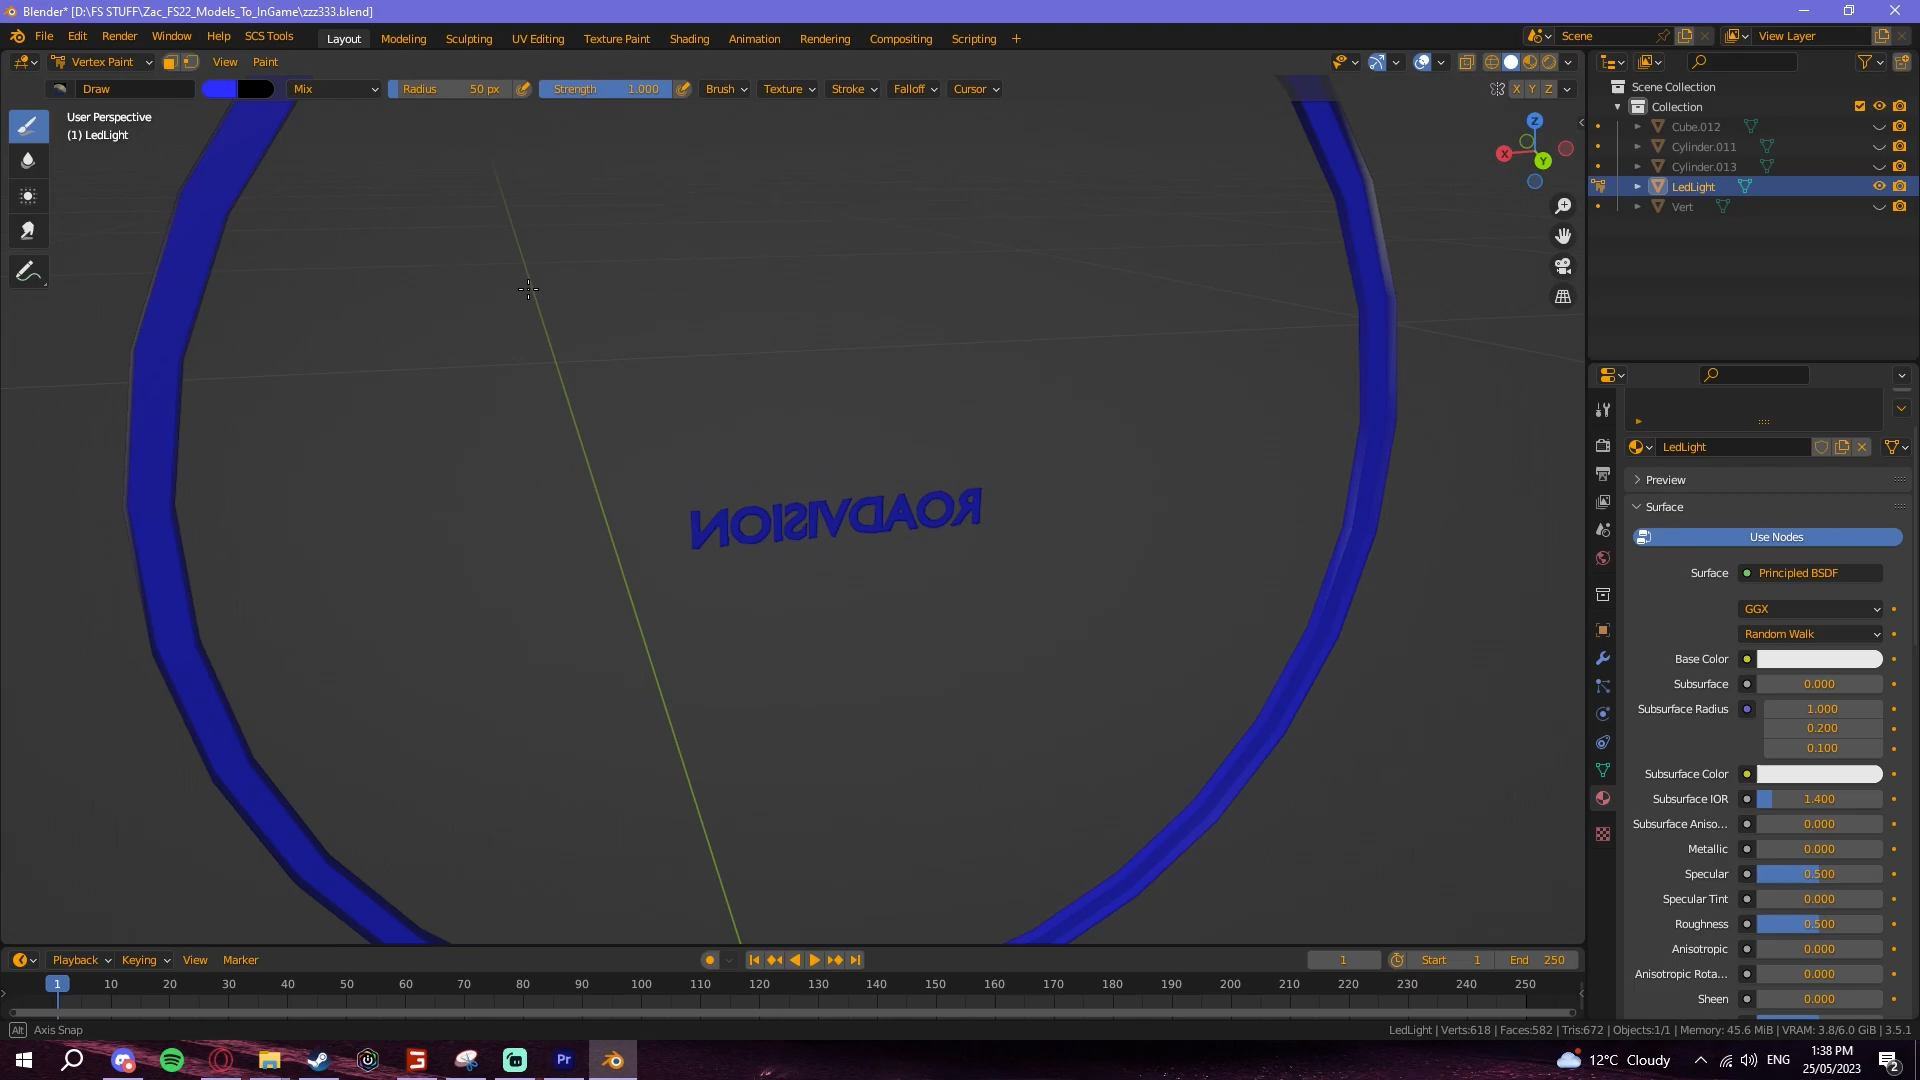 Blender* [D:\FS STUFF\Zac_FS22_Models_To_InGame\zzz333.blend]
File Edit Render Window Help SCS Tools Layout Modeling Sculpting UV Editing Texture Paint Shading Animation Rendering Compositing Scripting + Scene View Layer
Vertex Paint View Paint
Draw Mix Radius 50 px Strength 1.000 Brush Texture Stroke Falloff Cursor X Y Z
User Perspective
(1) LedLight
Z
X
Y
ROADVISION
Scene Collection
Collection
Cube.012
Cylinder.011
Cylinder.013
LedLight
Vert
LedLight
Preview
Surface
Use Nodes
Surface Principled BSDF
GGX
Random Walk
Base Color
Subsurface 0.000
Subsurface Radius 1.000
0.200
0.100
Subsurface Color
Subsurface IOR 1.400
Subsurface Aniso... 0.000
Metallic 0.000
Specular 0.500
Specular Tint 0.000
Roughness 0.500
Anisotropic 0.000
Anisotropic Rota... 0.000
Sheen 0.000
Playback Keying View Marker 1 Start 1 End 250
1 10 20 30 40 50 60 70 80 90 100 110 120 130 140 150 160 170 180 190 200 210 220 230 240 250
Alt Axis Snap
LedLight | Verts:618 | Faces:582 | Tris:672 | Objects:1/1 | Memory: 45.6 MiB | VRAM: 3.8/6.0 GiB | 3.5.1
Pr
12°C Cloudy ENG 1:38 PM
25/05/2023
2